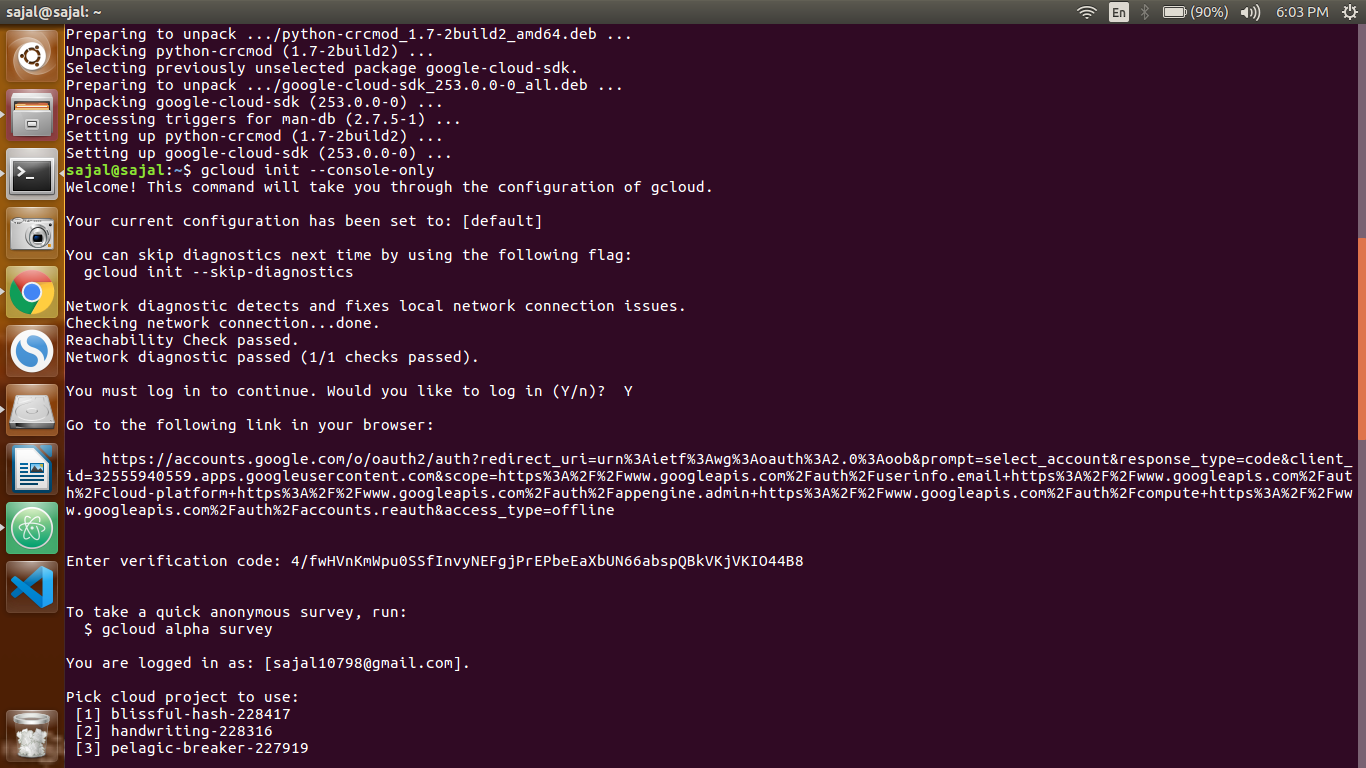 sajal@sajal: ~
En
(90%)
6:03 PM
Preparing to unpack .../python-crcmod_1.7-2build2_amd64.deb ...
Unpacking python-crcmod (1.7-2build2) ...
Selecting previously unselected package google-cloud-sdk.
Preparing to unpack .../google-cloud-sdk_253.0.0-0_all.deb ...
Unpacking google-cloud-sdk (253.0.0-0) ...
Processing triggers for man-db (2.7.5-1) ...
Setting up python-crcmod (1.7-2build2) ...
Setting up google-cloud-sdk (253.0.0-0) ...
sajal@sajal:~$ gcloud init --console-only
Welcome! This command will take you through the configuration of gcloud.
Your current configuration has been set to: [default]
You can skip diagnostics next time by using the following flag:
gcloud init --skip-diagnostics
Network diagnostic detects and fixes local network connection issues.
Checking network connection...done.
Reachability Check passed.
Network diagnostic passed (1/1 checks passed).
You must log in to continue. Would you like to log in (Y/n)?  Y
Go to the following link in your browser:
https://accounts.google.com/o/oauth2/auth?redirect_uri=urn%3Aietf%3Awg%3Aoauth%3A2.0%3Aoob&prompt=select_account&response_type=code&client_
id=32555940559.apps.googleusercontent.com&scope=https%3A%2F%2Fwww.googleapis.com%2Fauth%2Fuserinfo.email+https%3A%2F%2Fwww.googleapis.com%2Faut
h%2Fcloud-platform+https%3A%2F%2Fwww.googleapis.com%2Fauth%2Fappengine.admin+https%3A%2F%2Fwww.googleapis.com%2Fauth%2Fcompute+https%3A%2F%2Fww
w.googleapis.com%2Fauth%2Faccounts.reauth&access_type=offline
Enter verification code: 4/fwHVnKmWpu0SSfInvyNEFgjPrEPbeEaXbUN66abspQBkVKjVKIO44B8
To take a quick anonymous survey, run:
$ gcloud alpha survey
You are logged in as: [sajal10798@gmail.com].
Pick cloud project to use:
[1] blissful-hash-228417
[2] handwriting-228316
[3] pelagic-breaker-227919